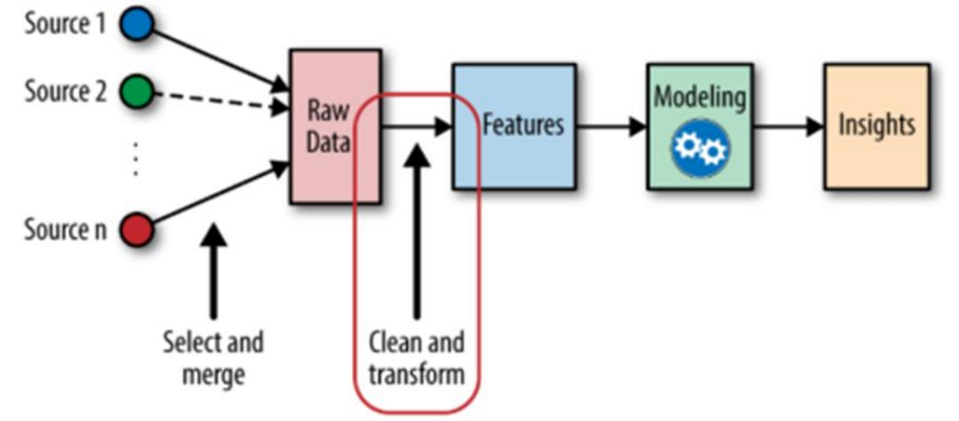 Source 1
Source 2
Source n
Raw
Data
Features
Modeling
Insights
Select and
merge
Clean and
transform